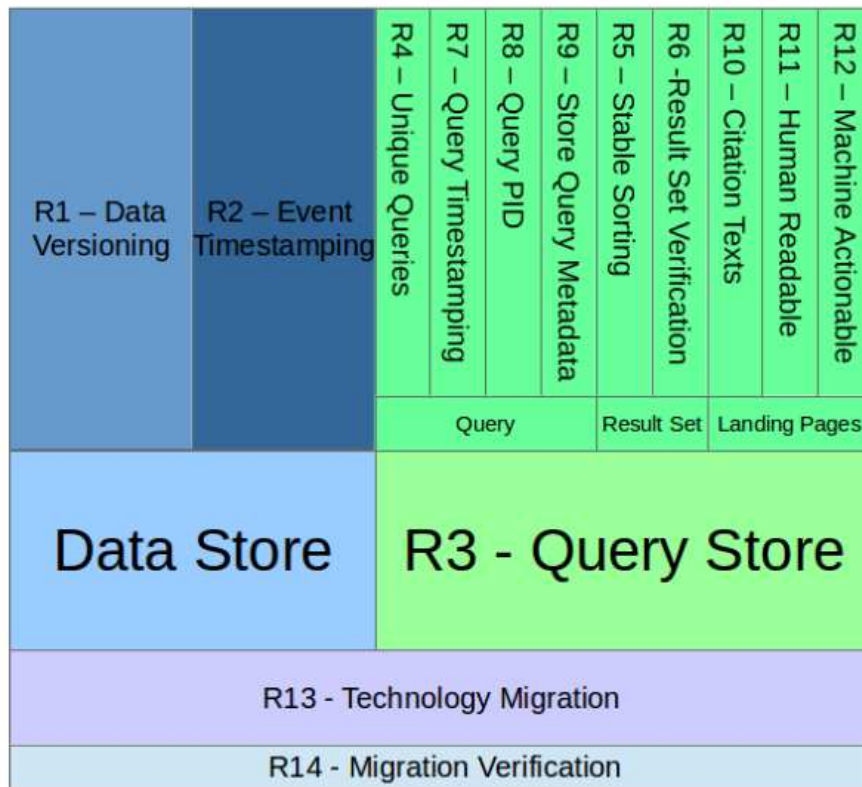 R1 – Data
Versioning
R2 – Event
Timestamping
R4 – Unique Queries
R7 – Query Timestamping
R8 – Query PID
R9 – Store Query Metadata
R5 – Stable Sorting
R6 -Result Set Verification
R10 – Citation Texts
R11 – Human Readable
R12 – Machine Actionable
Query
Result Set
Landing Pages
Data Store
R3 - Query Store
R13 - Technology Migration
R14 - Migration Verification